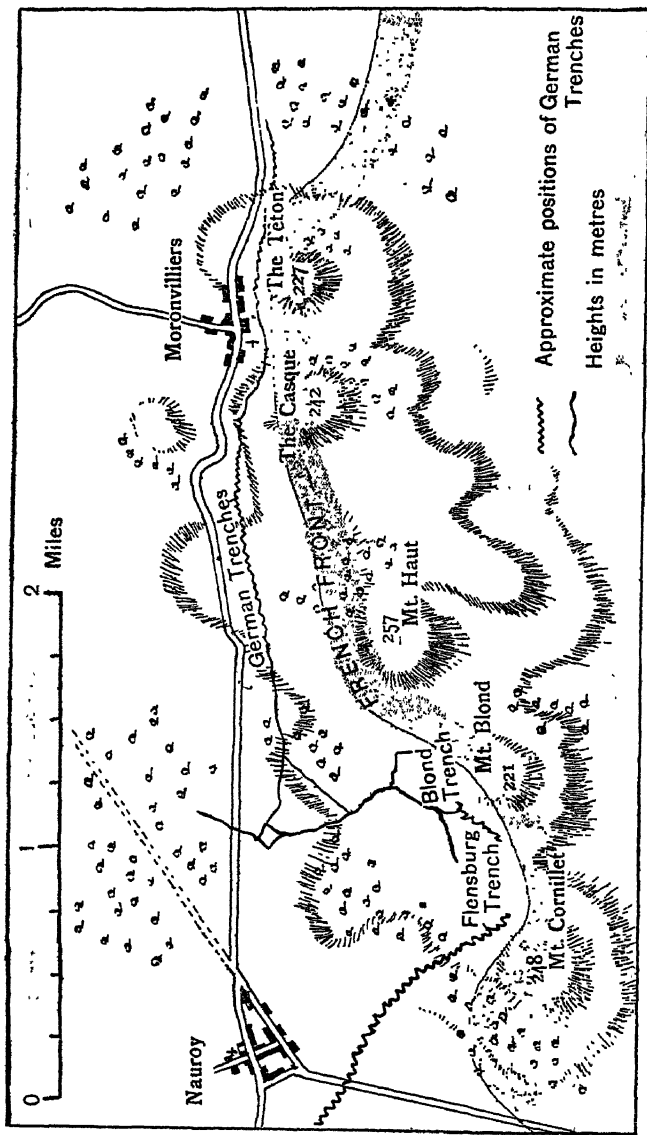 0
1
2
Miles
Nauroy
Moronvilliers
German Trenches
FRENCH FRONT
The Casque
212
The Téton
227
257
Mt. Haut
Blond
Trench
Mt. Blond
221
Flensburg
Trench
218
Mt. Cornillet
Approximate positions of German
Trenches
Heights in metres